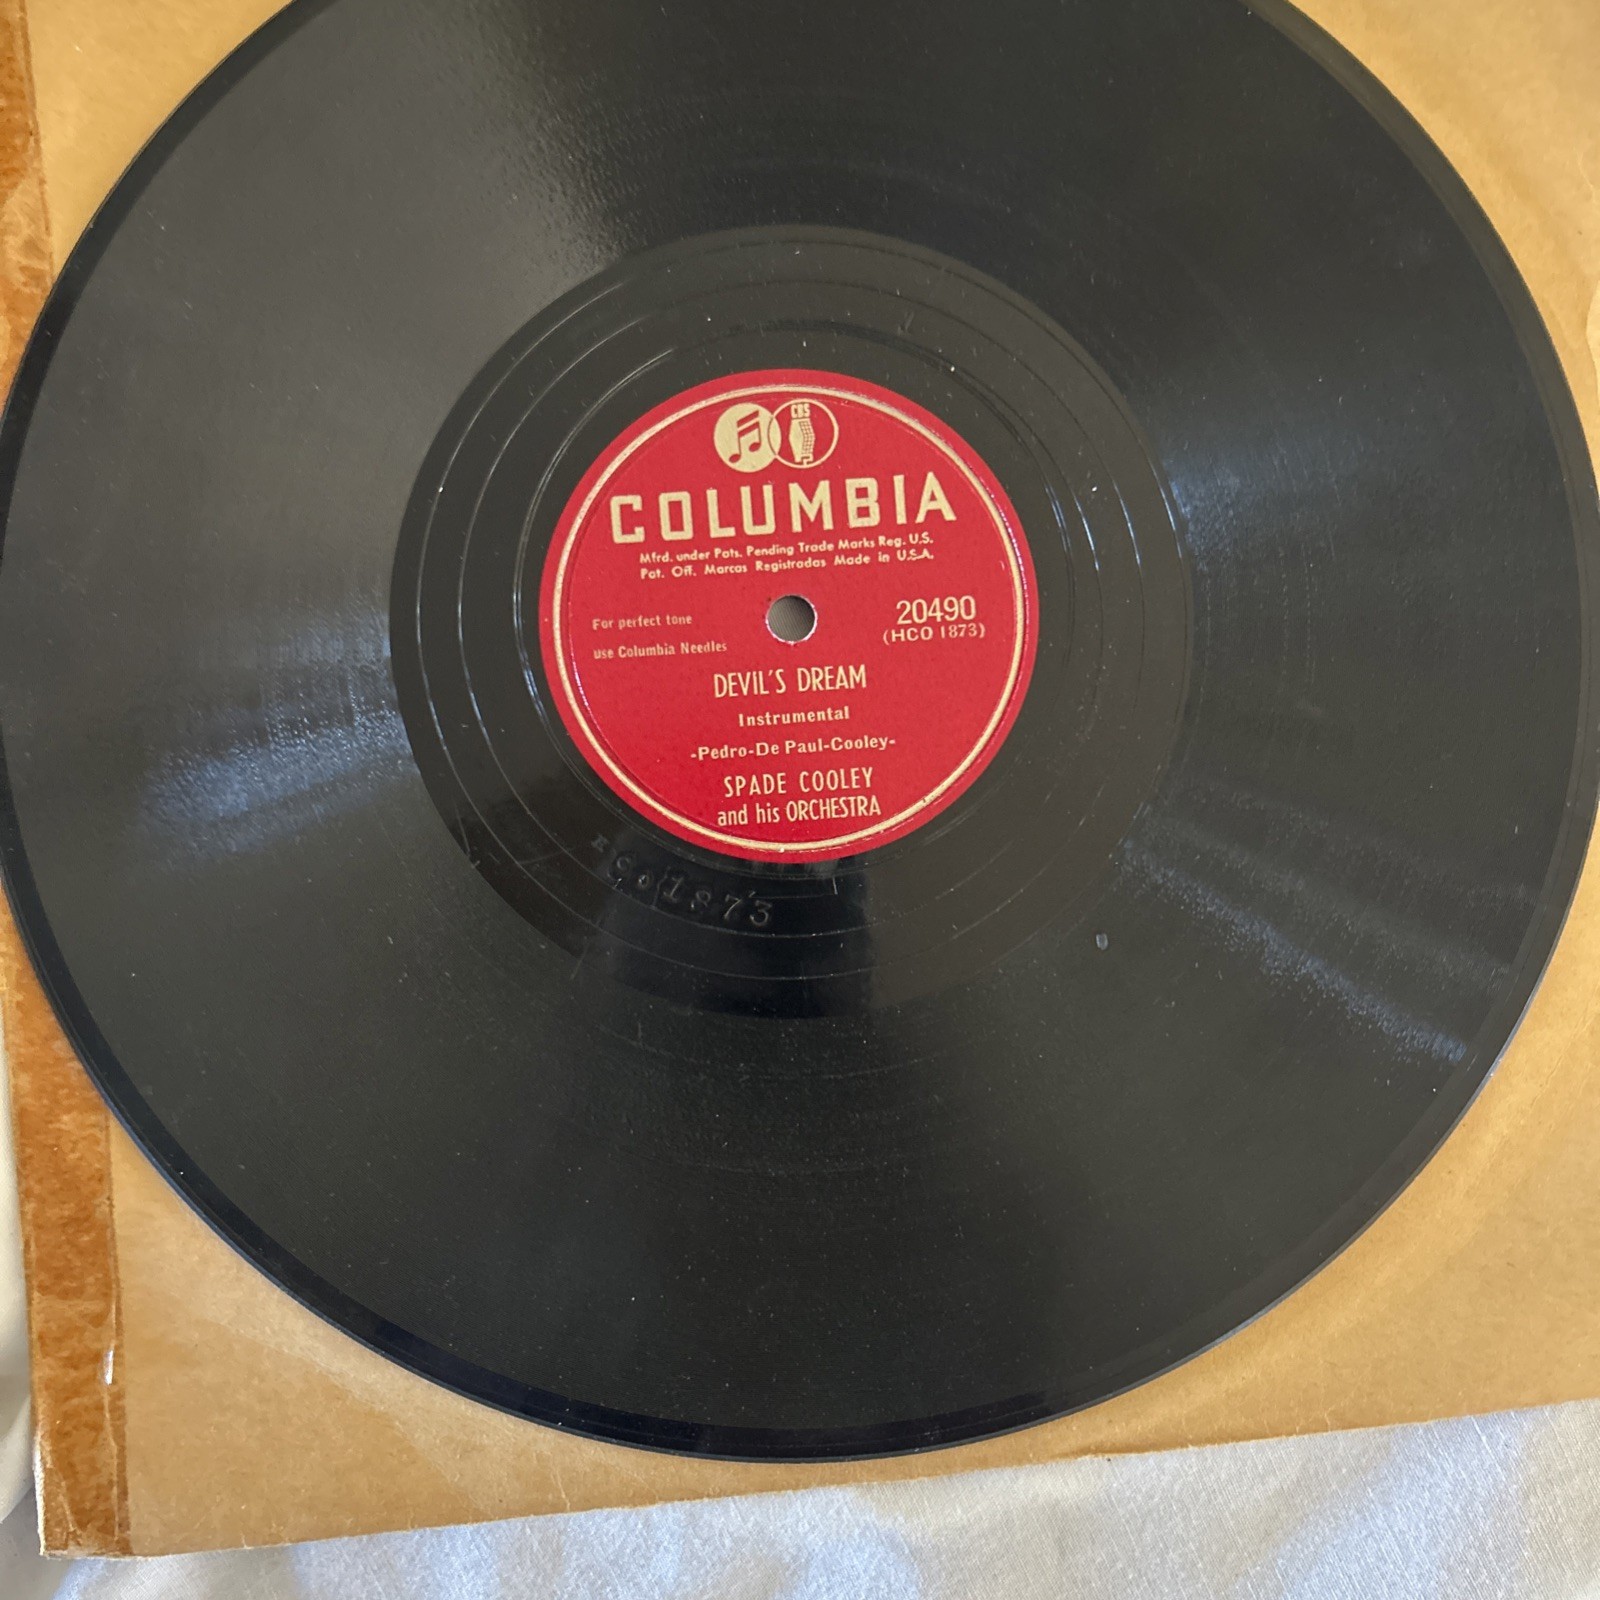 CBS
COLUMBIA
Mfrd. under Pats. Pending Trade Marks Reg. U.S.
Pat. Off. Marcas Registradas Made in U.S.A.
For perfect tone
use Columbia Needles
20490
(HCO 1873)
DEVIL'S DREAM
Instrumental
-Pedro-De Paul-Cooley-
SPADE COOLEY
and his ORCHESTRA
HCO1873